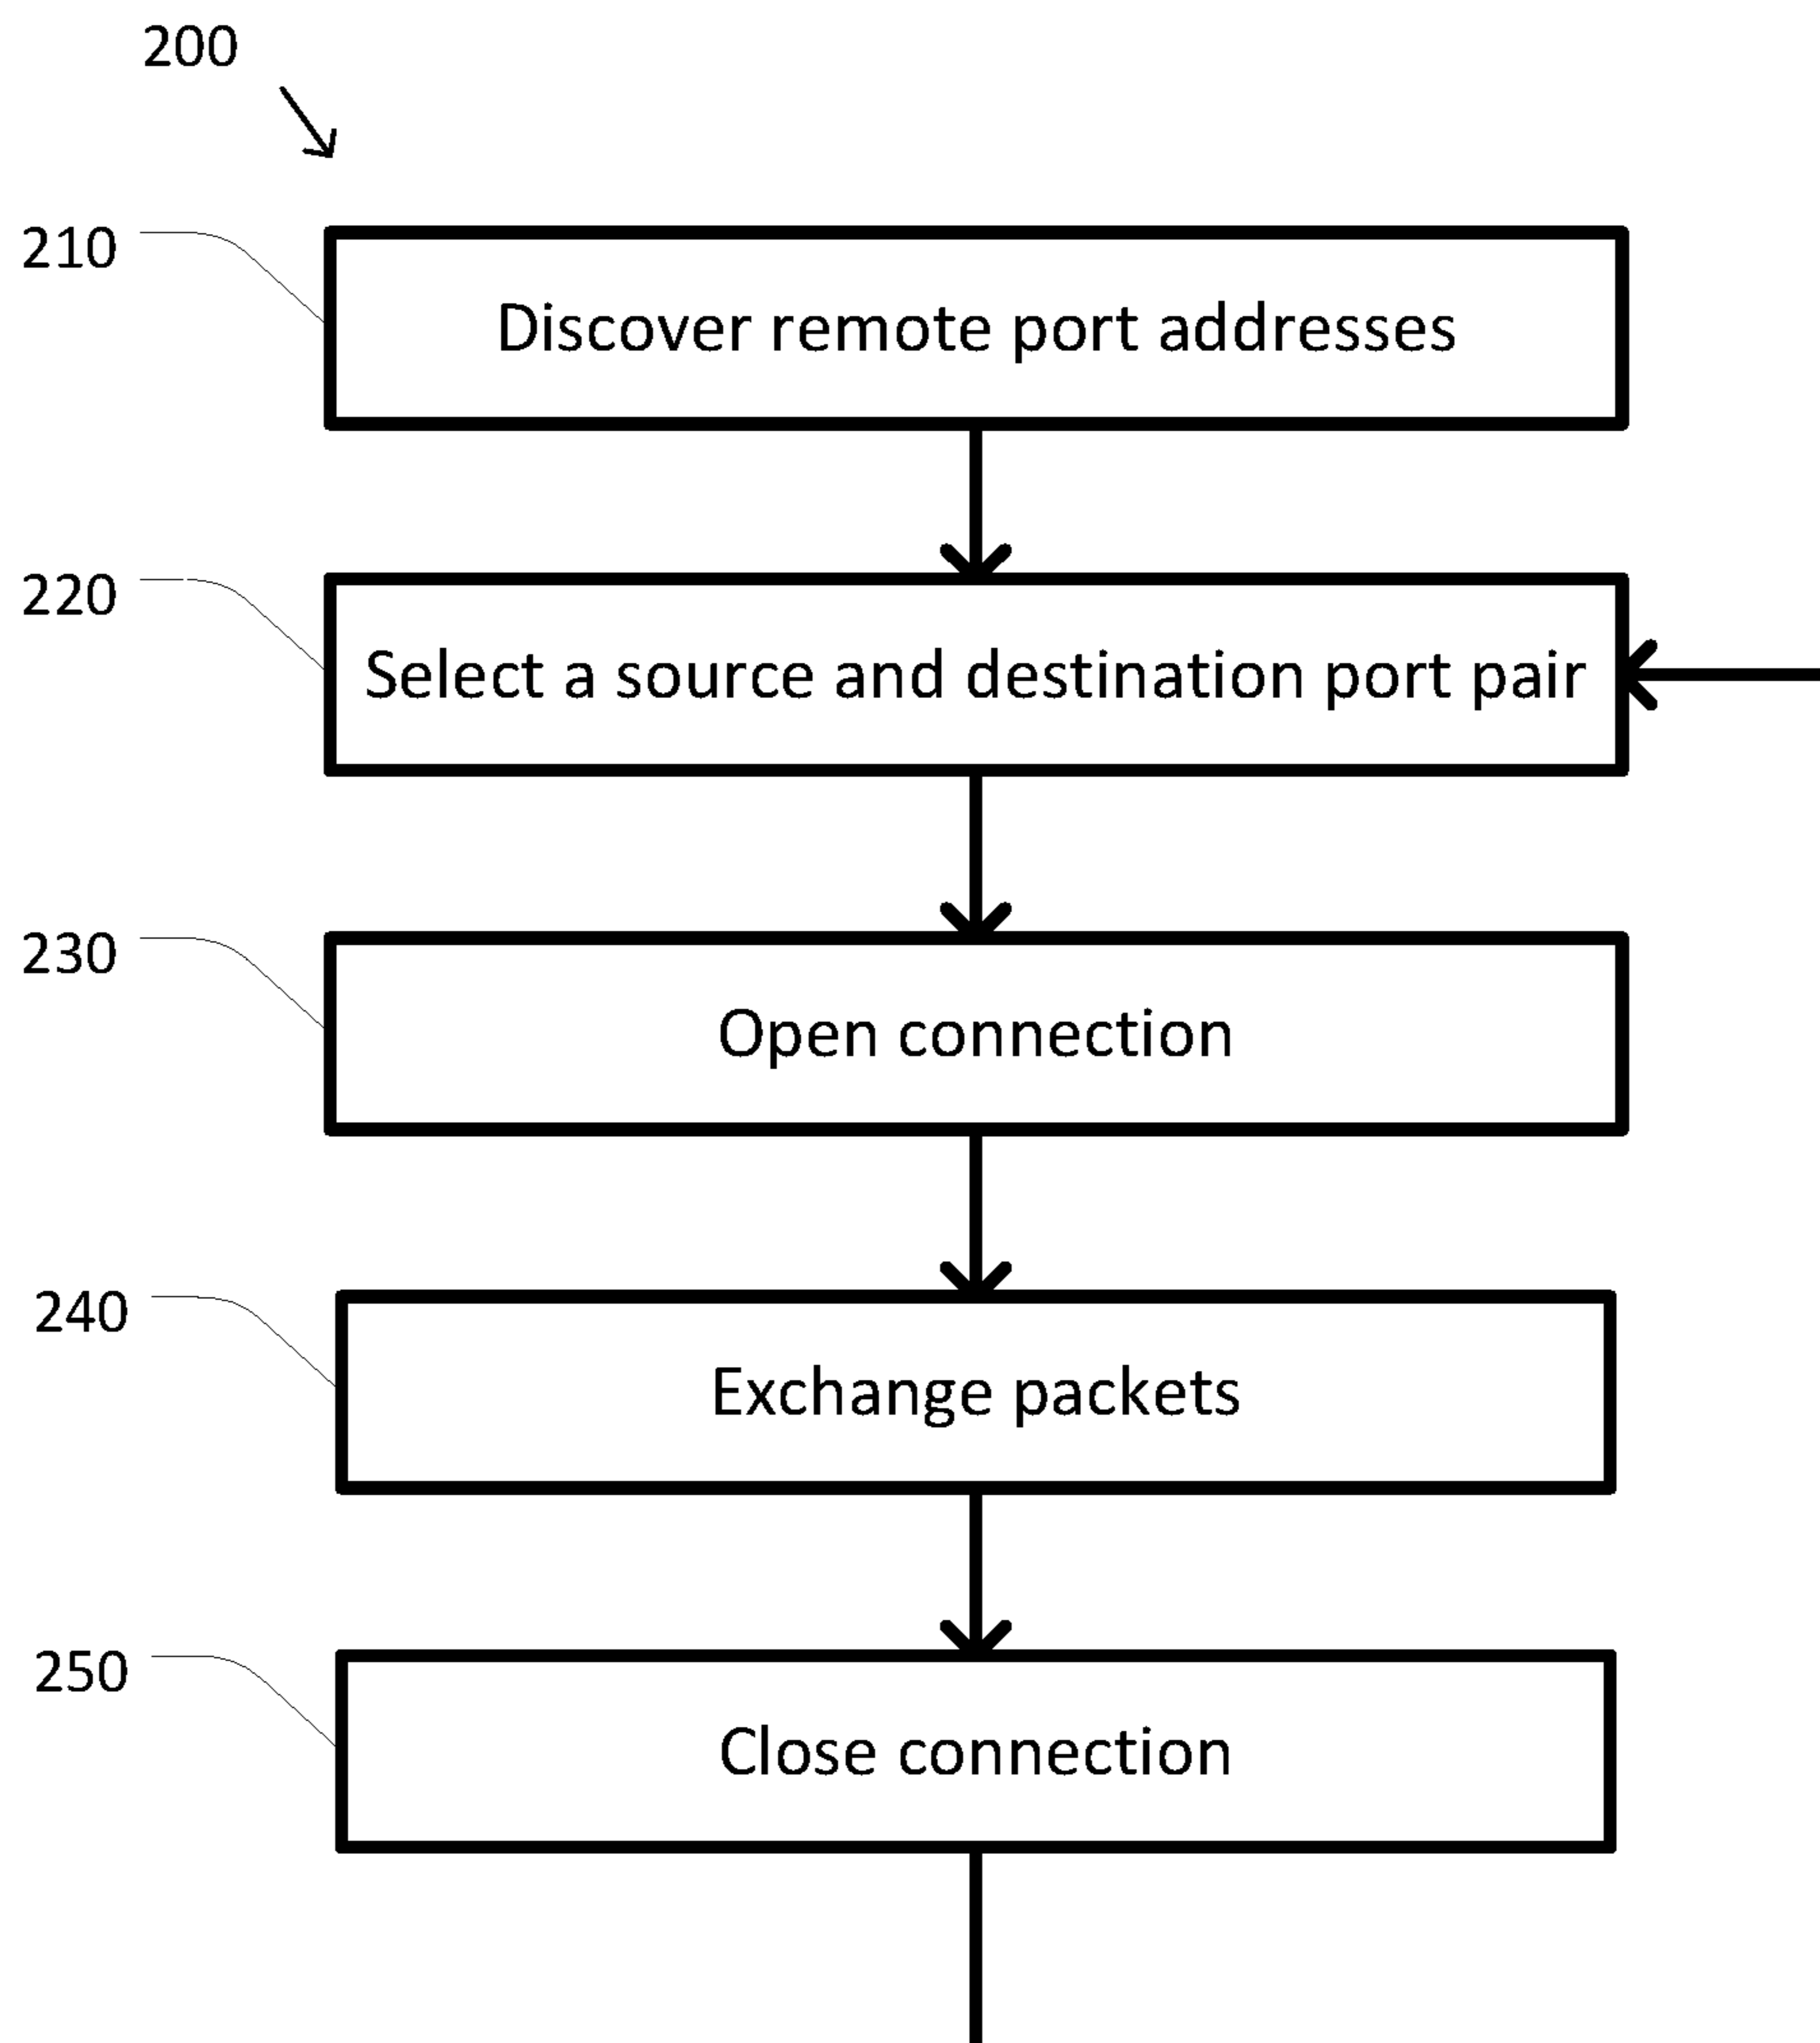 200
210
Discover remote port addresses
220
Select a source and destination port pair
230
Open connection
240
Exchange packets
250
Close connection